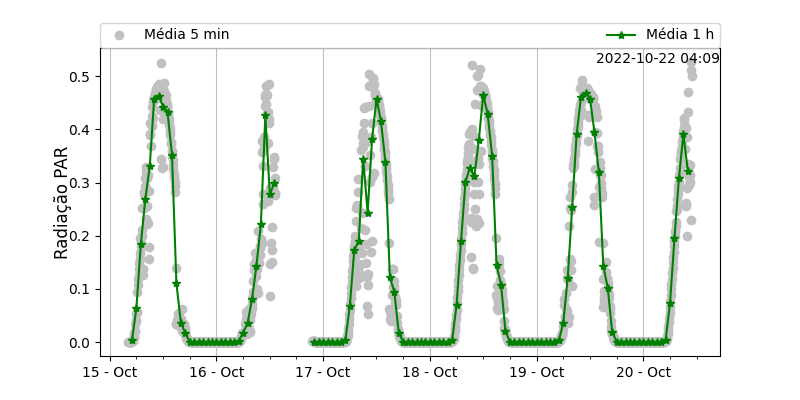 Média 5 min
Média 1 h
2022-10-22 04:09
0.5
0.4
0.3
0.2
0.1
0.0
Radiação PAR
15 - Oct
16 - Oct
17 - Oct
18 - Oct
19 - Oct
20 - Oct